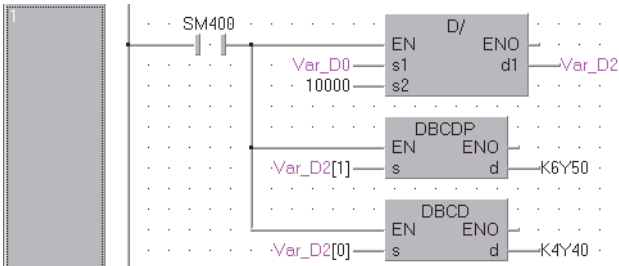 1
SM400
D/
EN ENO
Var_D0 s1 d1 Var_D2
10000 s2
DBCDP
EN ENO
Var_D2[1] s d K6Y50
DBCD
EN ENO
Var_D2[0] s d K4Y40